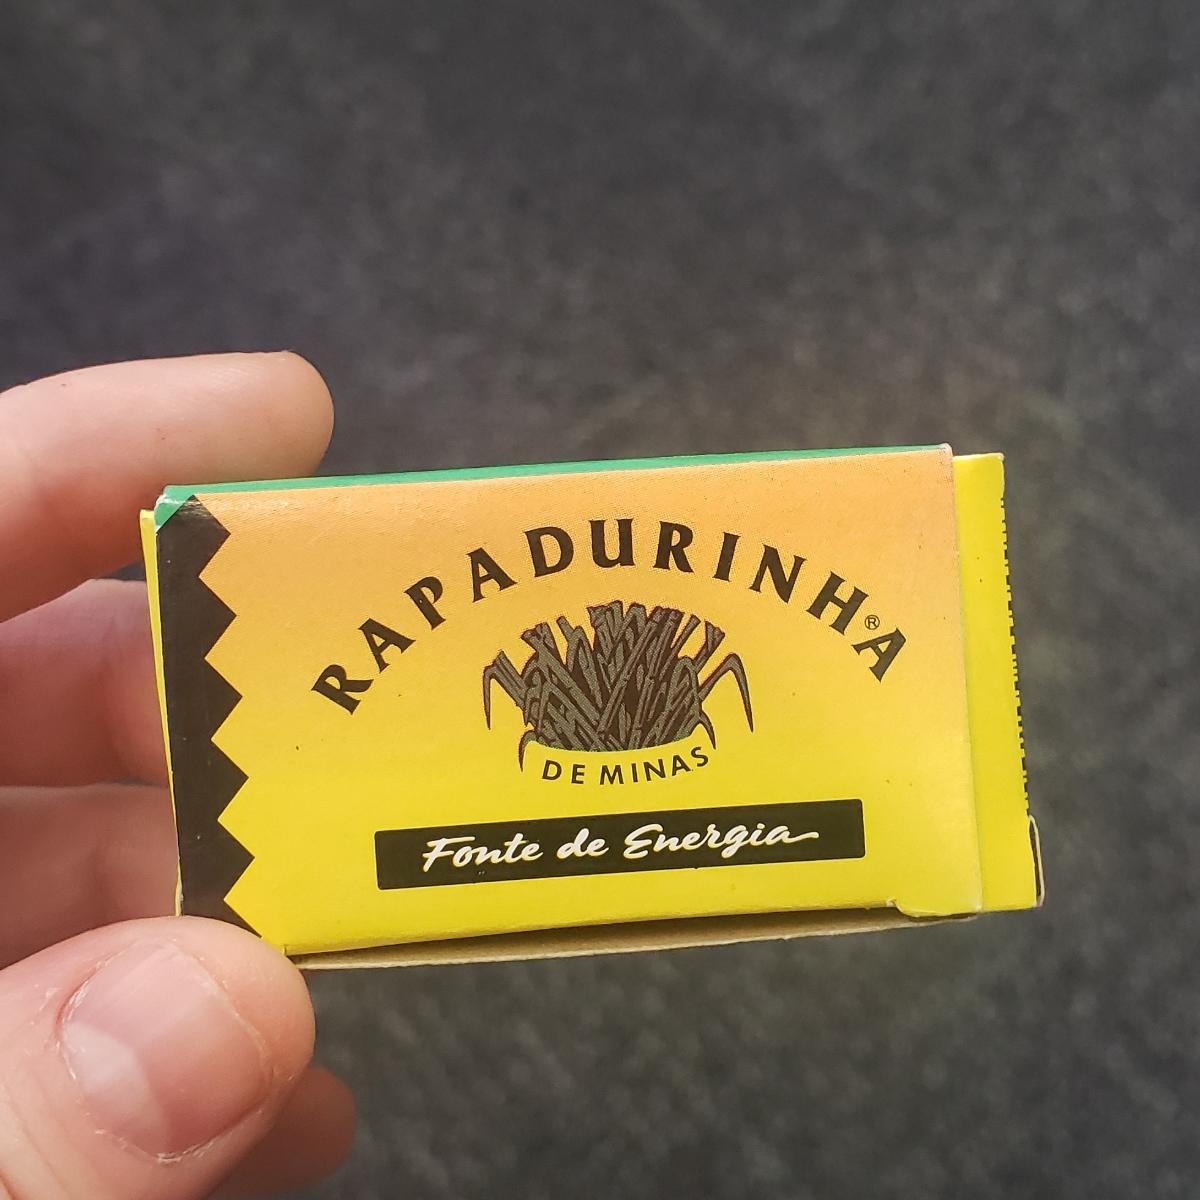 RAPADURINHA®
DE MINAS
Fonte de Energia